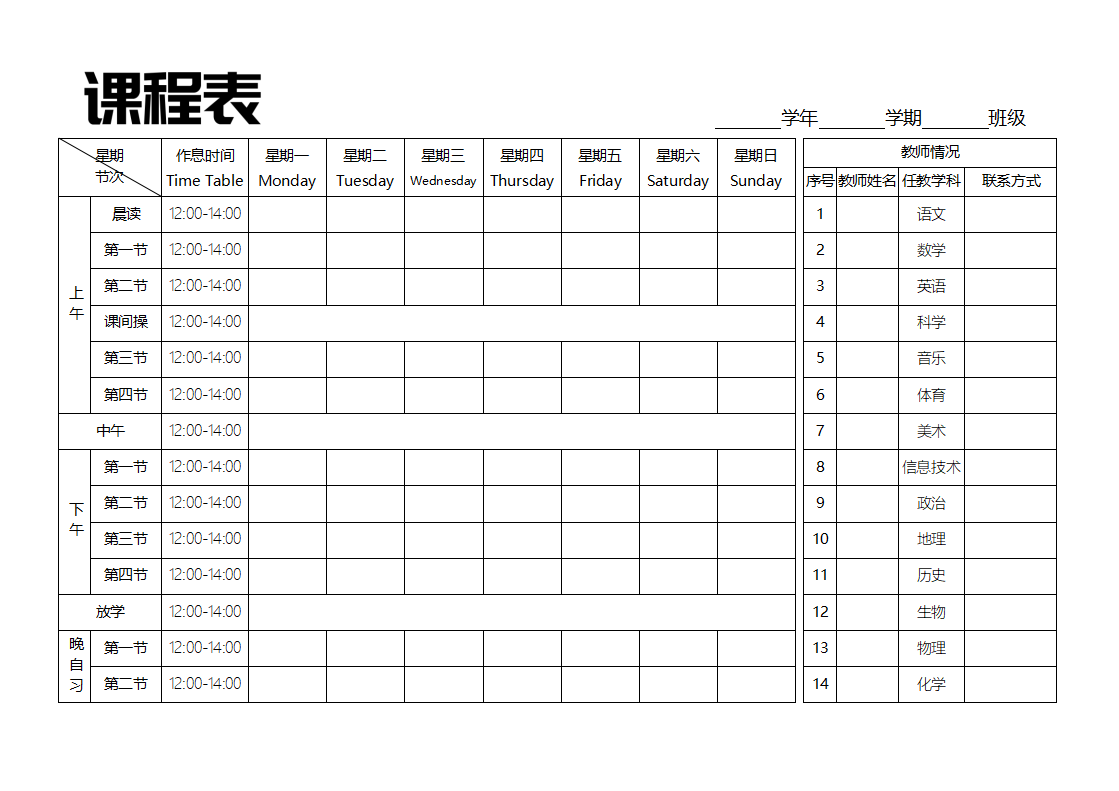 课程表
______学年______学期______班级
星期
节次
作息时间
Time Table
星期一
Monday
星期二
Tuesday
星期三
Wednesday
星期四
Thursday
星期五
Friday
星期六
Saturday
星期日
Sunday
上午
晨读 12:00-14:00
第一节 12:00-14:00
第二节 12:00-14:00
课间操 12:00-14:00
第三节 12:00-14:00
第四节 12:00-14:00
中午 12:00-14:00
下午
第一节 12:00-14:00
第二节 12:00-14:00
第三节 12:00-14:00
第四节 12:00-14:00
放学 12:00-14:00
晚自习
第一节 12:00-14:00
第二节 12:00-14:00
教师情况
序号 教师姓名 任教学科 联系方式
1 语文
2 数学
3 英语
4 科学
5 音乐
6 体育
7 美术
8 信息技术
9 政治
10 地理
11 历史
12 生物
13 物理
14 化学